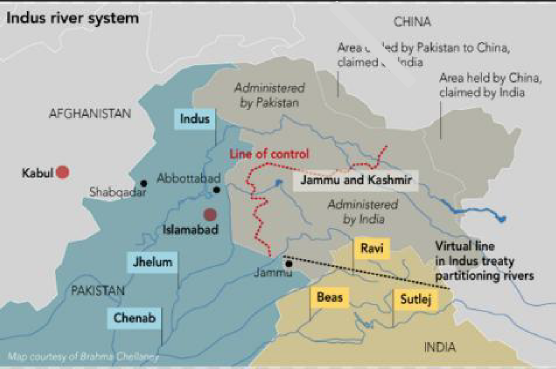 Indus river system
CHINA
Area by Pakistan to China,
claimed India
Area held by China,
claimed by India
Administered
by Pakistan
AFGHANISTAN
Indus
Line of control
Kabul
Abbottabad
Shabqadar
Jammu and Kashmir
Administered
by India
Islamabad
Ravi
Virtual line
in Indus treaty
partitioning rivers
Jhelum
Jammu
PAKISTAN
Beas
Sutlej
Chenab
INDIA
Map courtesy of Brahma Chellaney